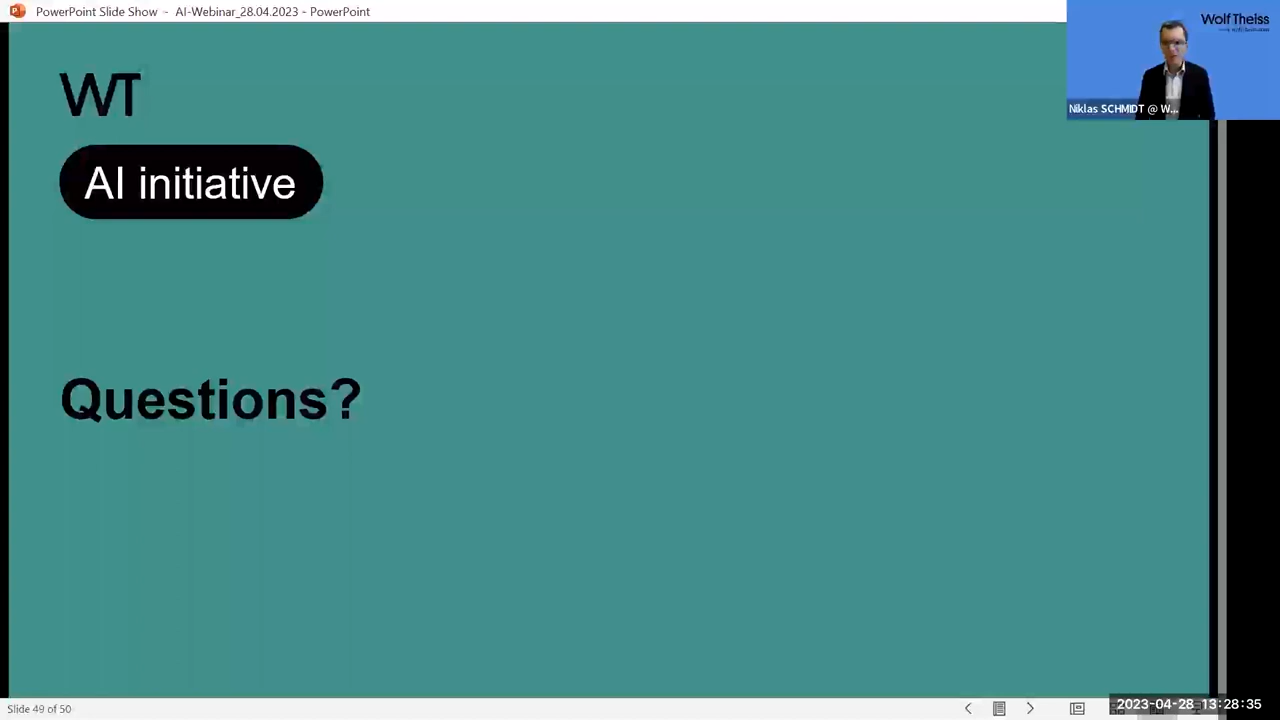 PowerPoint Slide Show - AI-Webinar_28.04.2023 - PowerPoint
Wolf Theiss
Niklas SCHMIDT @ W...
WT
AI initiative
Questions?
Slide 49 of 50
2023-04-28 13:28:35